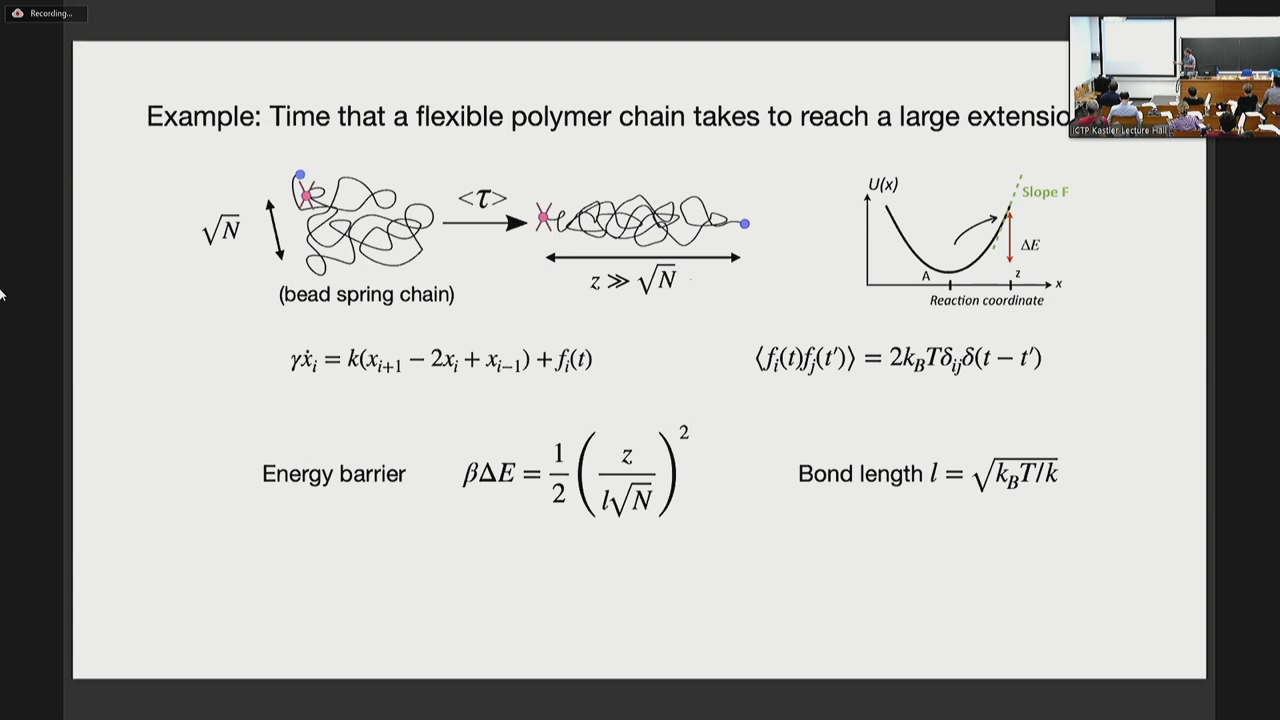 Recording...
Example: Time that a flexible polymer chain takes to reach a large extensio
ICTP Kastler Lecture Hall
√N
<τ>
(bead spring chain)
z ≫ √N
U(x)
Slope F
ΔE
A
z
x
Reaction coordinate
γẋᵢ = k(xᵢ₊₁ − 2xᵢ + xᵢ₋₁) + fᵢ(t)
⟨fᵢ(t)fⱼ(t′)⟩ = 2k_BTδᵢⱼδ(t − t′)
Energy barrier βΔE = 1/2 (z / l√N)²
Bond length l = √k_BT/k